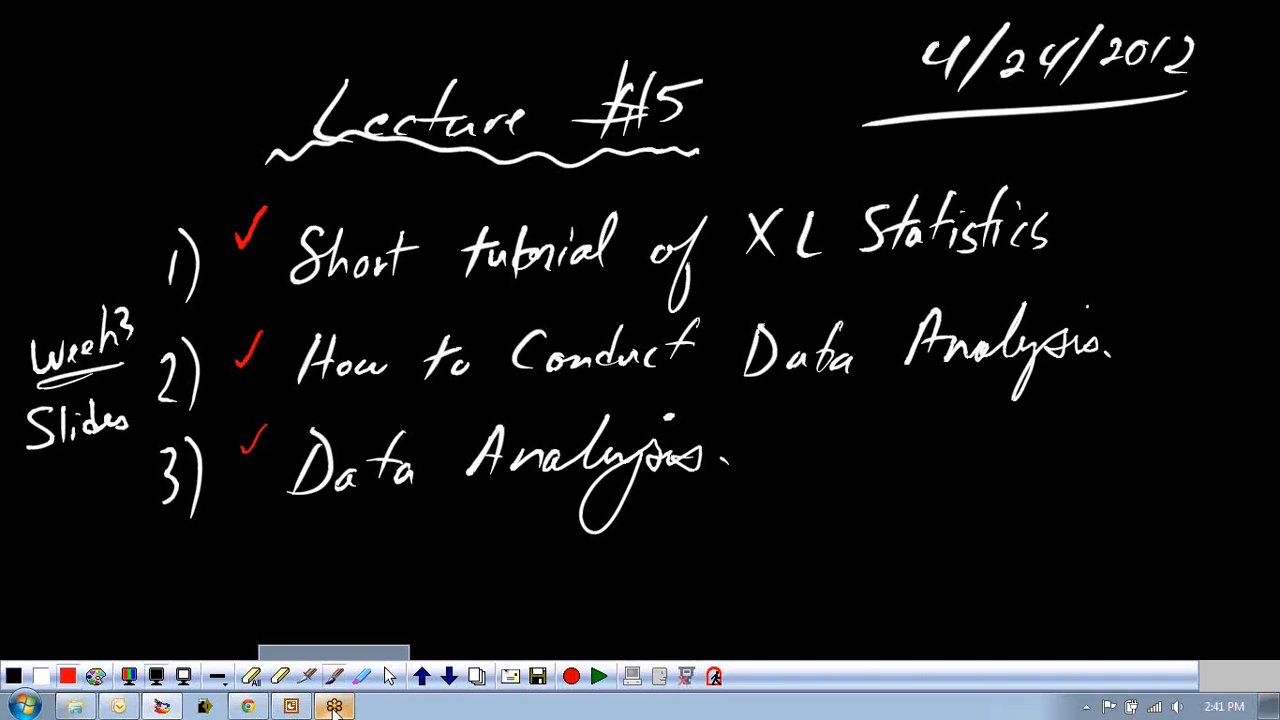 4/24/2012
Lecture #5
1) Short tutorial of XL Statistics
2) How to Conduct Data Analysis.
3) Data Analysis.
Week3
Slides
All
2:41 PM